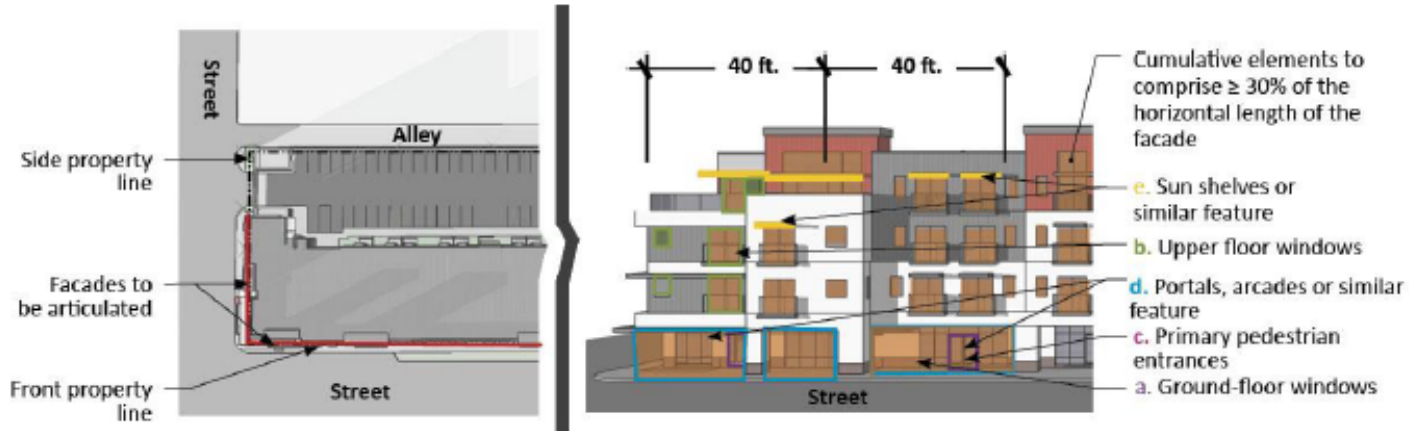 Street
Alley
Side property
line
Facades to
be articulated
Front property
line
Street
40 ft.
40 ft.
Cumulative elements to
comprise ≥ 30% of the
horizontal length of the
facade
e. Sun shelves or
similar feature
b. Upper floor windows
d. Portals, arcades or similar
feature
c. Primary pedestrian
entrances
a. Ground-floor windows
Street